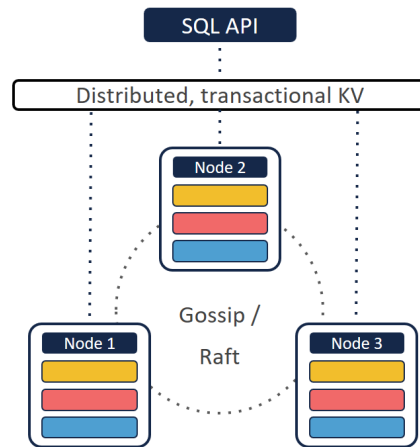 SQL API
Distributed, transactional KV
Node 2
Gossip /
Raft
Node 1
Node 3